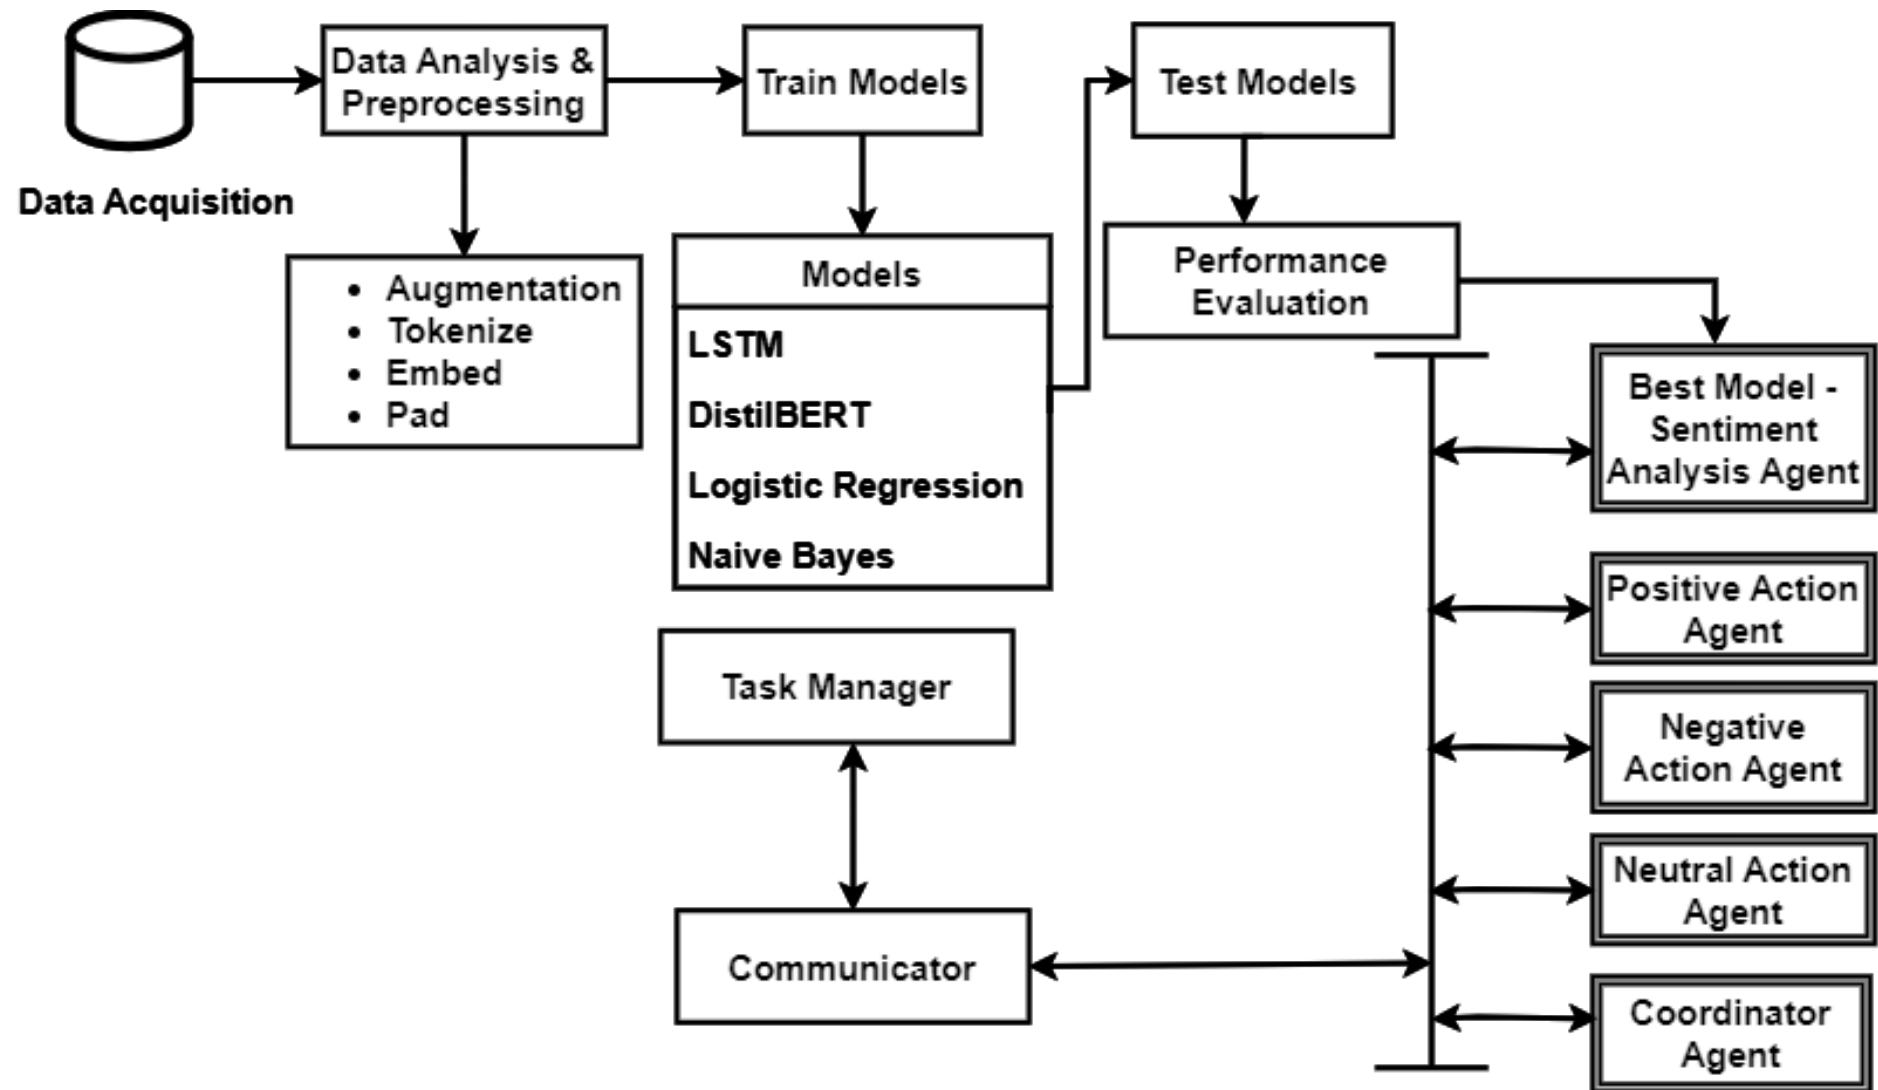 Data Acquisition
Data Analysis &
Preprocessing
• Augmentation
• Tokenize
• Embed
• Pad
Train Models
Models
LSTM
DistilBERT
Logistic Regression
Naive Bayes
Test Models
Performance
Evaluation
Best Model -
Sentiment
Analysis Agent
Positive Action
Agent
Negative
Action Agent
Neutral Action
Agent
Coordinator
Agent
Task Manager
Communicator